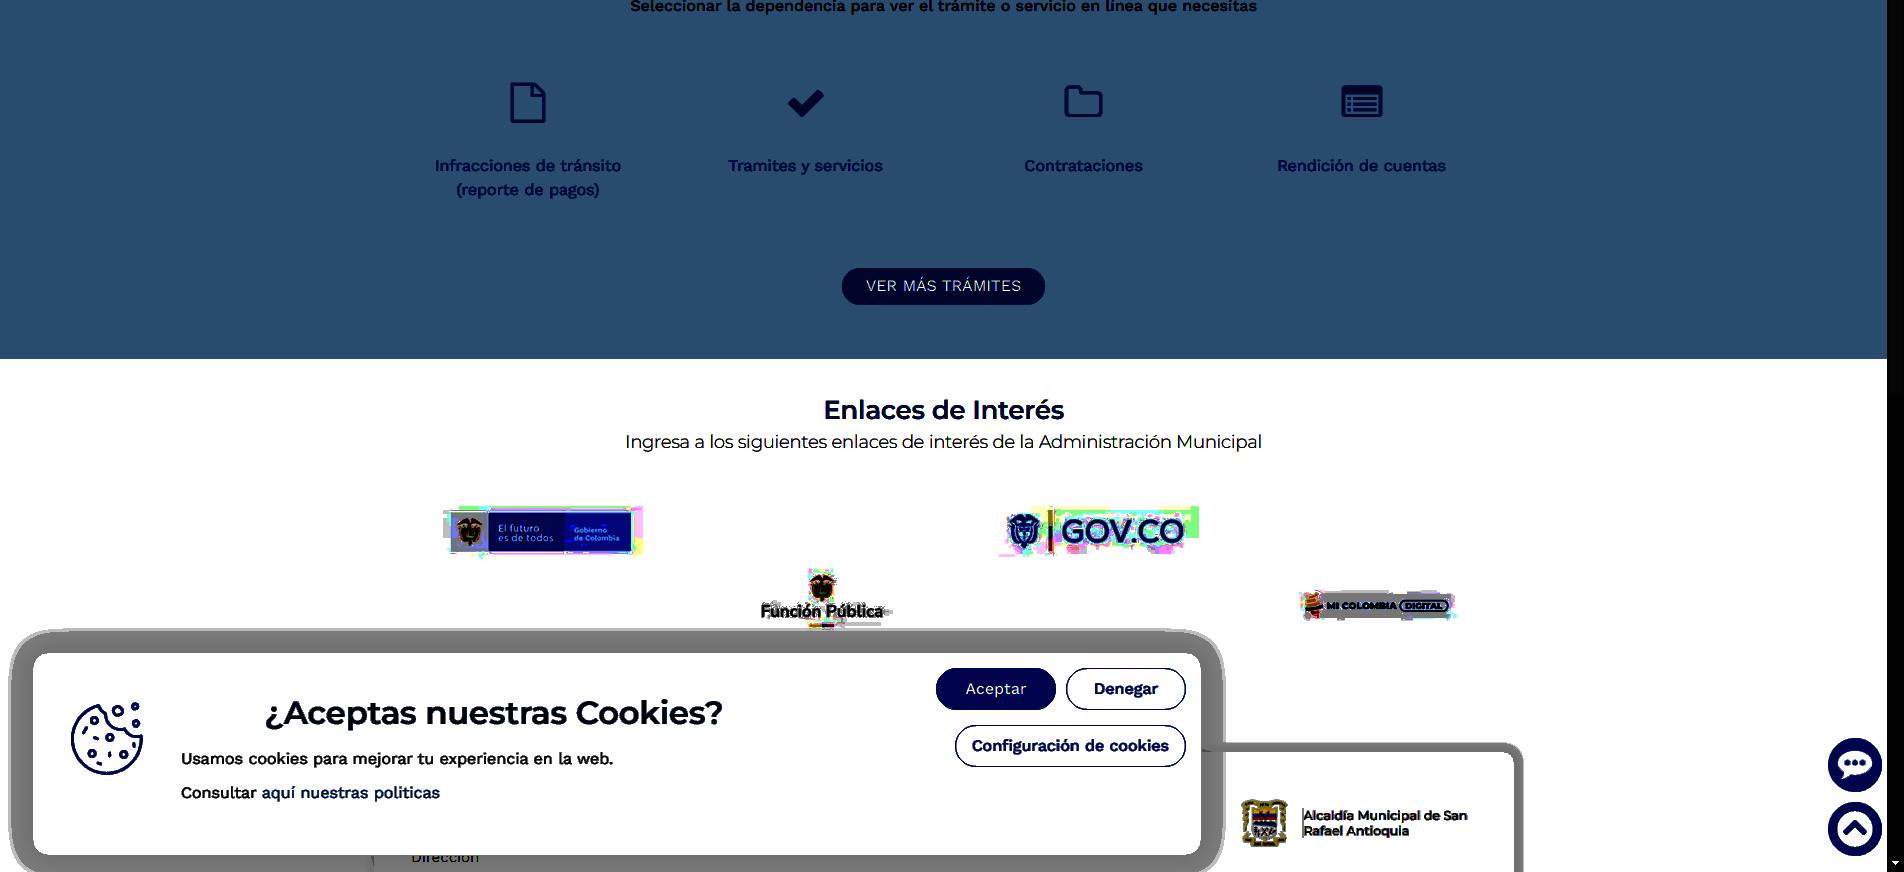 Seleccionar la dependencia para ver el trámite o servicio en línea que necesitas
Infracciones de tránsito
(reporte de pagos)
Tramites y servicios
Contrataciones
Rendición de cuentas
VER MÁS TRÁMITES
Enlaces de Interés
Ingresa a los siguientes enlaces de interés de la Administración Municipal
El futuro
es de todos
Gobierno
de Colombia
GOV.CO
Función Pública
MI COLOMBIA DIGITAL
¿Aceptas nuestras Cookies?
Usamos cookies para mejorar tu experiencia en la web.
Consultar aquí nuestras politicas
Aceptar
Denegar
Configuración de cookies
Alcaldía Municipal de San
Rafael Antioquia
Dirección